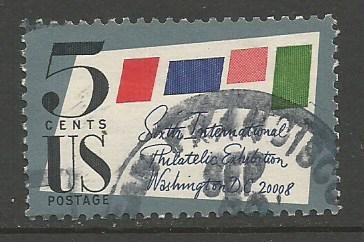 5
CENTS
US
POSTAGE
Sixth International
Philatelic Exhibition
Washington D.C. 20008